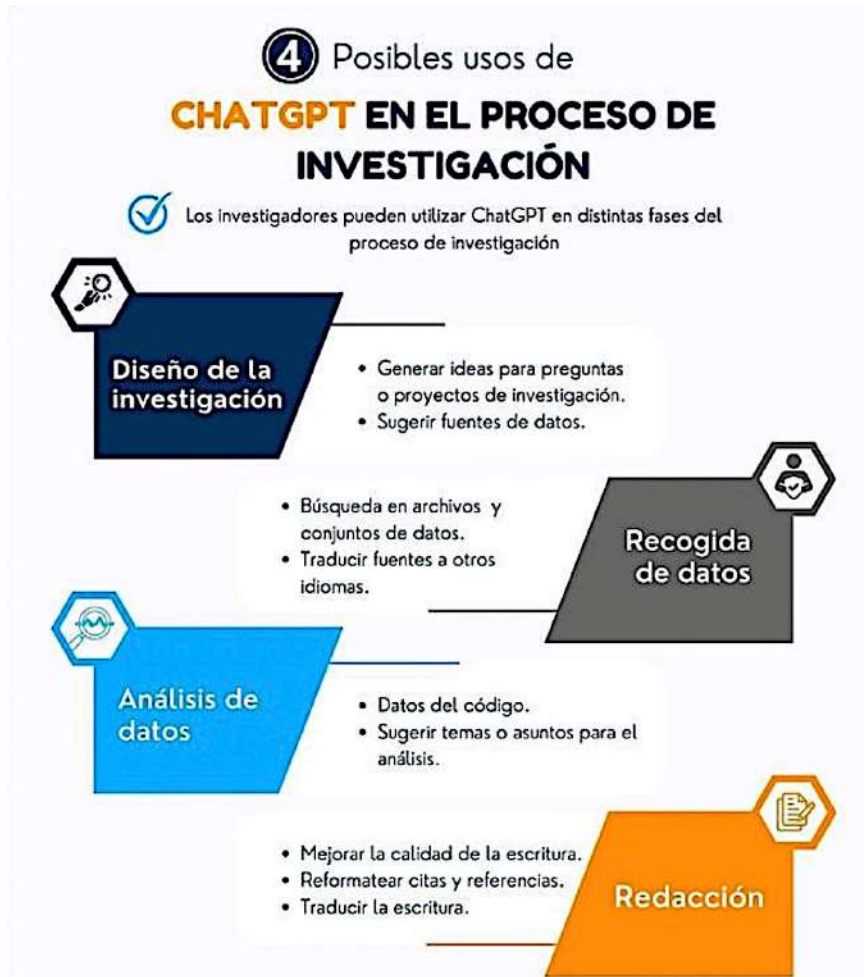 4 Posibles usos de
CHATGPT EN EL PROCESO DE
INVESTIGACIÓN
Los investigadores pueden utilizar ChatGPT en distintas fases del
proceso de investigación
Diseño de la
investigación
• Generar ideas para preguntas
o proyectos de investigación.
• Sugerir fuentes de datos.
• Búsqueda en archivos y
conjuntos de datos.
• Traducir fuentes a otros
idiomas.
Recogida
de datos
Análisis de
datos
• Datos del código.
• Sugerir temas o asuntos para el
análisis.
• Mejorar la calidad de la escritura.
• Reformatear citas y referencias.
• Traducir la escritura.
Redacción